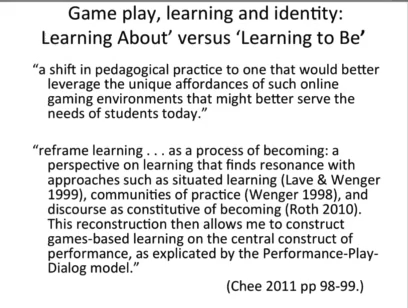 Game play, learning and identity:
Learning About’ versus ‘Learning to Be’
“a shift in pedagogical practice to one that would better
leverage the unique affordances of such online
gaming environments that might better serve the
needs of students today.”
“reframe learning . . . as a process of becoming: a
perspective on learning that finds resonance with
approaches such as situated learning (Lave & Wenger
1999), communities of practice (Wenger 1998), and
discourse as constitutive of becoming (Roth 2010).
This reconstruction then allows me to construct
games-based learning on the central construct of
performance, as explicated by the Performance-Play-
Dialog model.”
(Chee 2011 pp 98-99.)